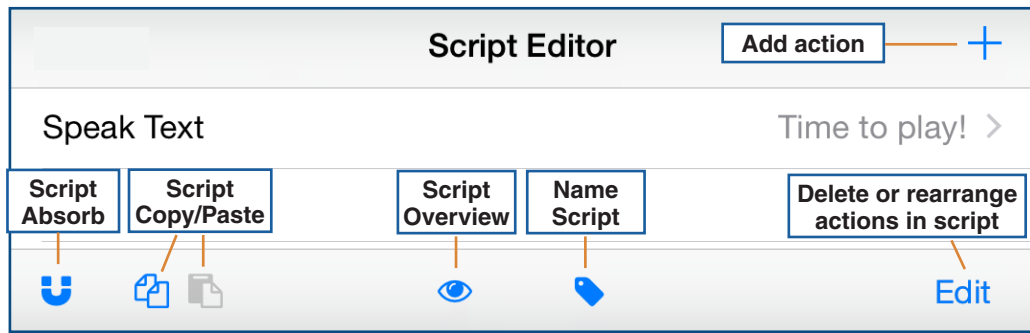 Script Editor
Add action
Speak Text
Time to play!
Script
Absorb
Script
Copy/Paste
Script
Overview
Name
Script
Delete or rearrange
actions in script
Edit